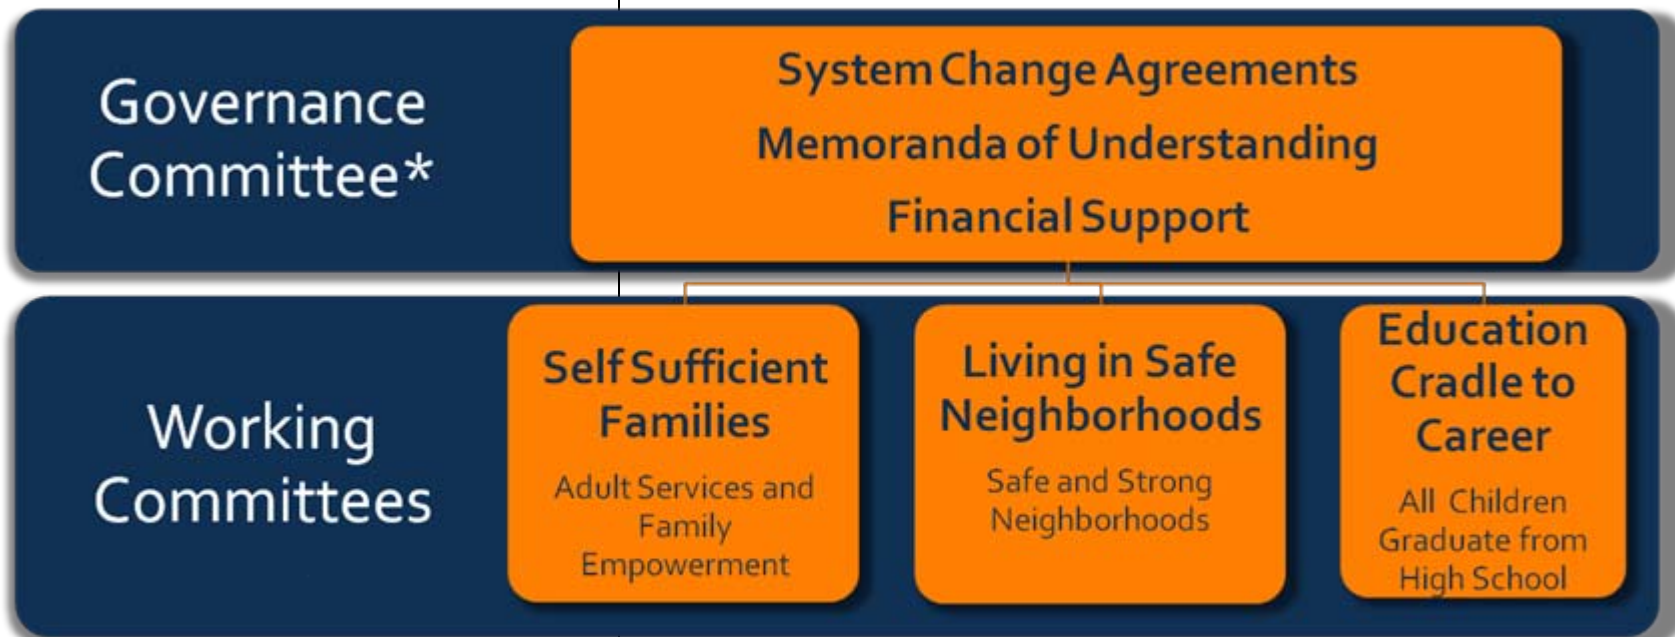 Governance
Committee*
System Change Agreements
Memoranda of Understanding
Financial Support
Working
Committees
Self Sufficient
Families
Adult Services and
Family
Empowerment
Living in Safe
Neighborhoods
Safe and Strong
Neighborhoods
Education
Cradle to
Career
All Children
Graduate from
High School